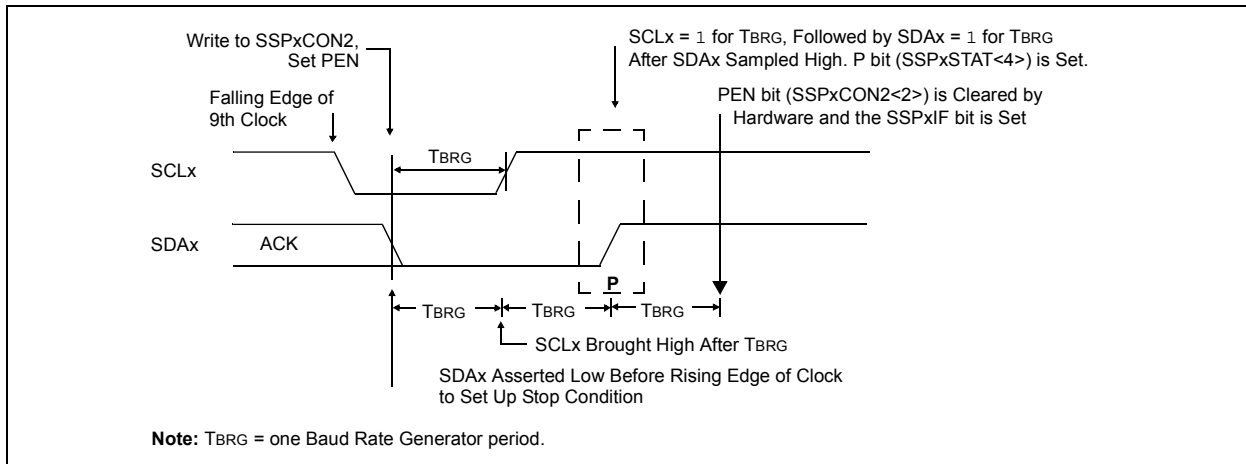 Write to SSPxCON2,
Set PEN
SCLx = 1 for TBRG, Followed by SDAx = 1 for TBRG
After SDAx Sampled High. P bit (SSPxSTAT<4>) is Set.
Falling Edge of
9th Clock
PEN bit (SSPxCON2<2>) is Cleared by
Hardware and the SSPxIF bit is Set
TBRG
SCLx
SDAx
ACK
P
TBRG
TBRG
TBRG
SCLx Brought High After TBRG
SDAx Asserted Low Before Rising Edge of Clock
to Set Up Stop Condition
Note: TBRG = one Baud Rate Generator period.